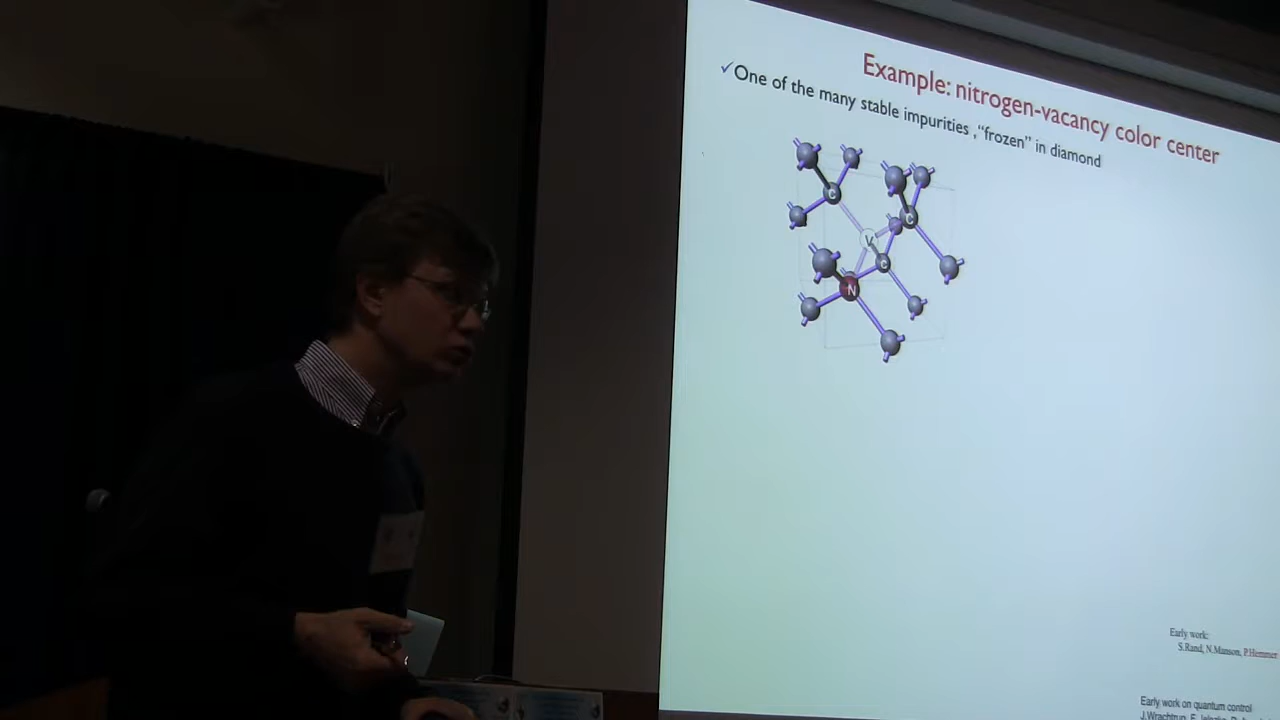 Example: nitrogen-vacancy color center
✓One of the many stable impurities ,"frozen" in diamond
C
C
V
C
N
Early work:
S.Rand, N.Manson, P.Hemmer
Early work on quantum control